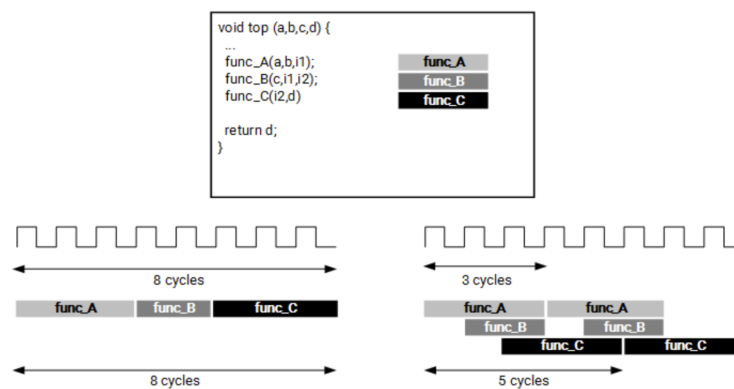 void top (a,b,c,d) {
...
func_A(a,b,i1);
func_B(c,i1,i2);
func_C(i2,d)
return d;
}
func_A
func_B
func_C
8 cycles
func_A func_B func_C
8 cycles
3 cycles
func_A func_A
func_B func_B
func_C func_C
5 cycles